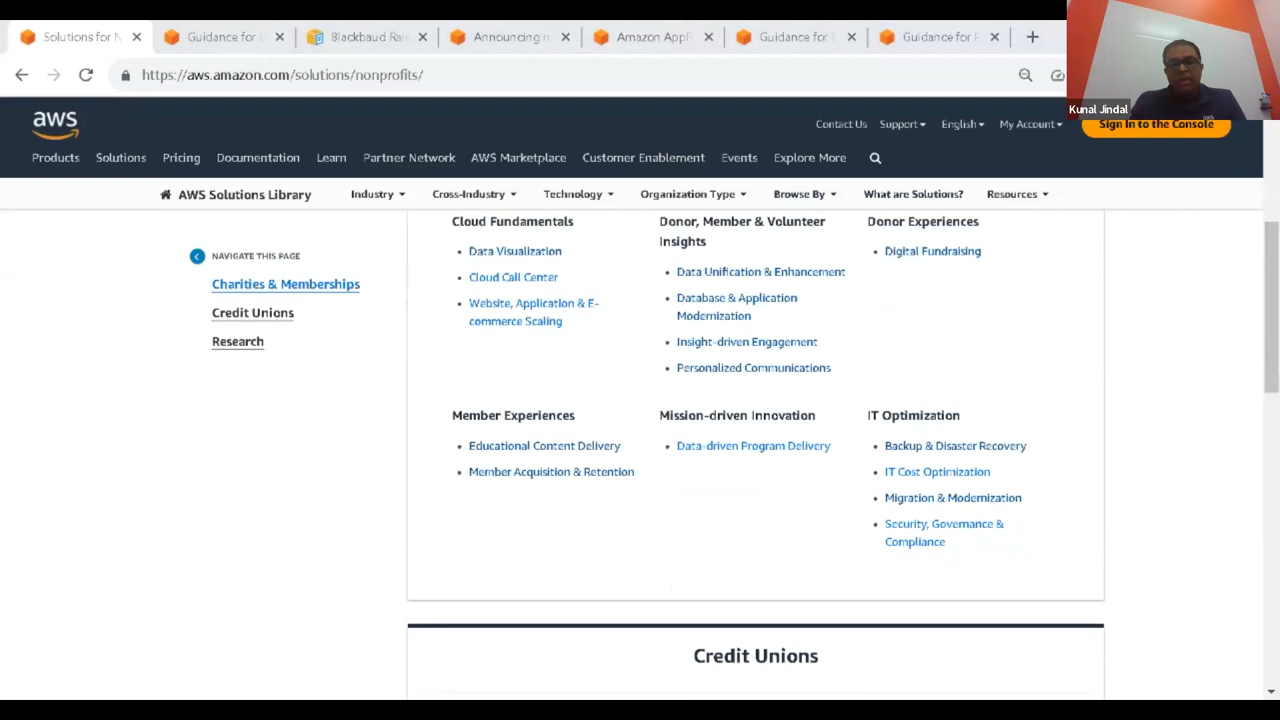 Solutions for N
Guidance for
Blackbaud Rai
Announcing n
Amazon App
Guidance for
Guidance for
https://aws.amazon.com/solutions/nonprofits/
Kunal Jindal
aws
Contact Us
Support
English
My Account
Sign In to the Console
Products
Solutions
Pricing
Documentation
Learn
Partner Network
AWS Marketplace
Customer Enablement
Events
Explore More
AWS Solutions Library
Industry
Cross-Industry
Technology
Organization Type
Browse By
What are Solutions?
Resources
NAVIGATE THIS PAGE
Charities & Memberships
Credit Unions
Research
Cloud Fundamentals
Data Visualization
Cloud Call Center
Website, Application & E-
commerce Scaling
Donor, Member & Volunteer
Insights
Data Unification & Enhancement
Database & Application
Modernization
Insight-driven Engagement
Personalized Communications
Donor Experiences
Digital Fundraising
Member Experiences
Educational Content Delivery
Member Acquisition & Retention
Mission-driven Innovation
Data-driven Program Delivery
IT Optimization
Backup & Disaster Recovery
IT Cost Optimization
Migration & Modernization
Security, Governance &
Compliance
Credit Unions